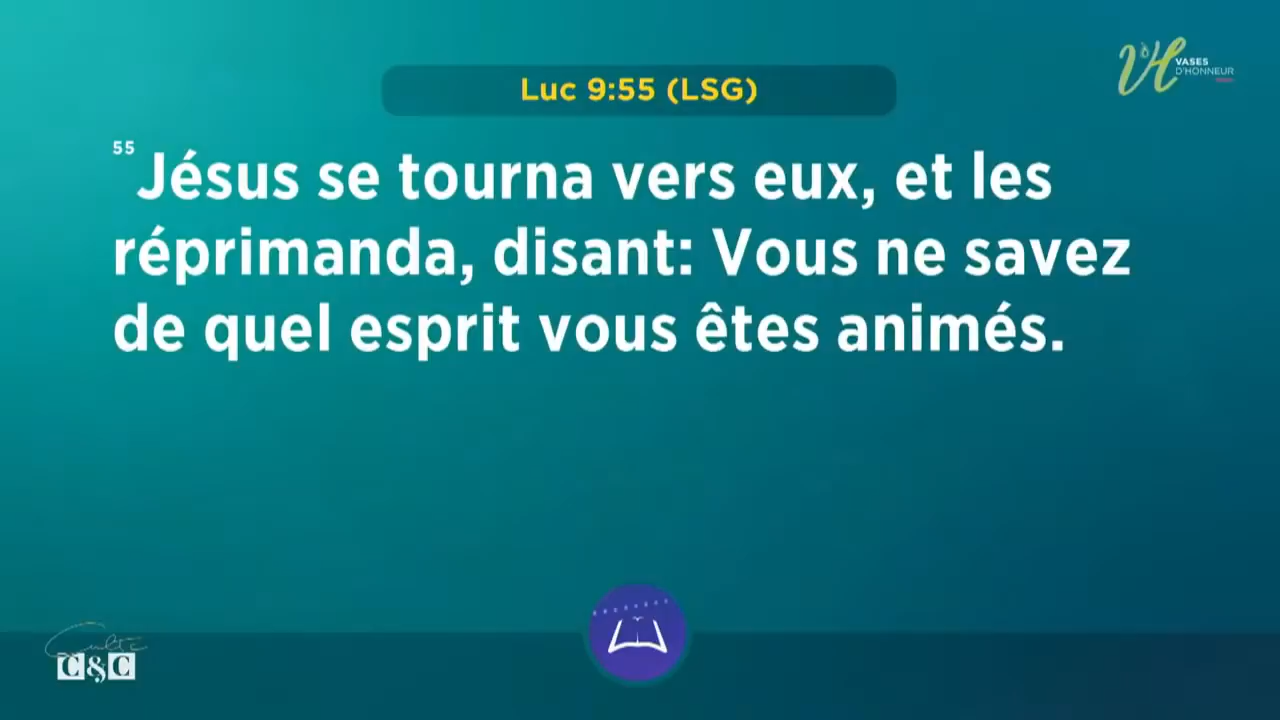 Luc 9:55 (LSG)
VASES
D'HONNEUR
55 Jésus se tourna vers eux, et les
réprimanda, disant: Vous ne savez
de quel esprit vous êtes animés.
Culte
C&C